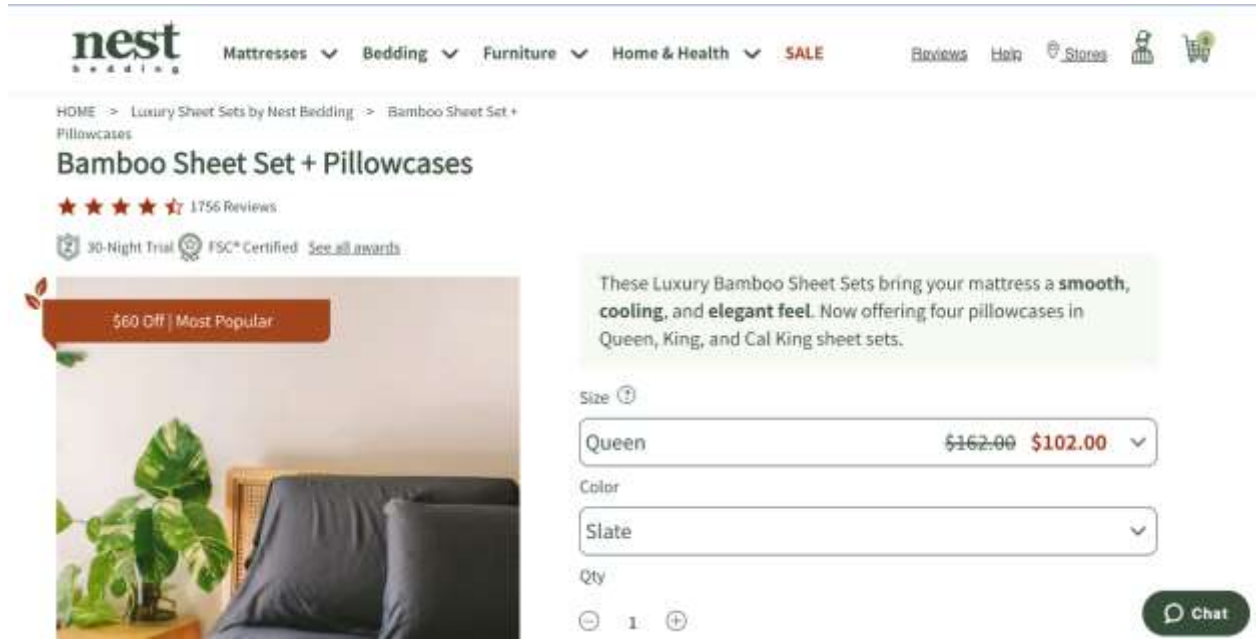 nest
bedding
Mattresses
Bedding
Furniture
Home & Health
SALE
Reviews
Help
Stores
0
HOME > Luxury Sheet Sets by Nest Bedding > Bamboo Sheet Set +
Pillowcases
Bamboo Sheet Set + Pillowcases
1756 Reviews
30-Night Trial
FSC® Certified
See all awards
$60 Off | Most Popular
These Luxury Bamboo Sheet Sets bring your mattress a smooth,
cooling, and elegant feel. Now offering four pillowcases in
Queen, King, and Cal King sheet sets.
Size
Queen $162.00 $102.00
Color
Slate
Qty
1
Chat